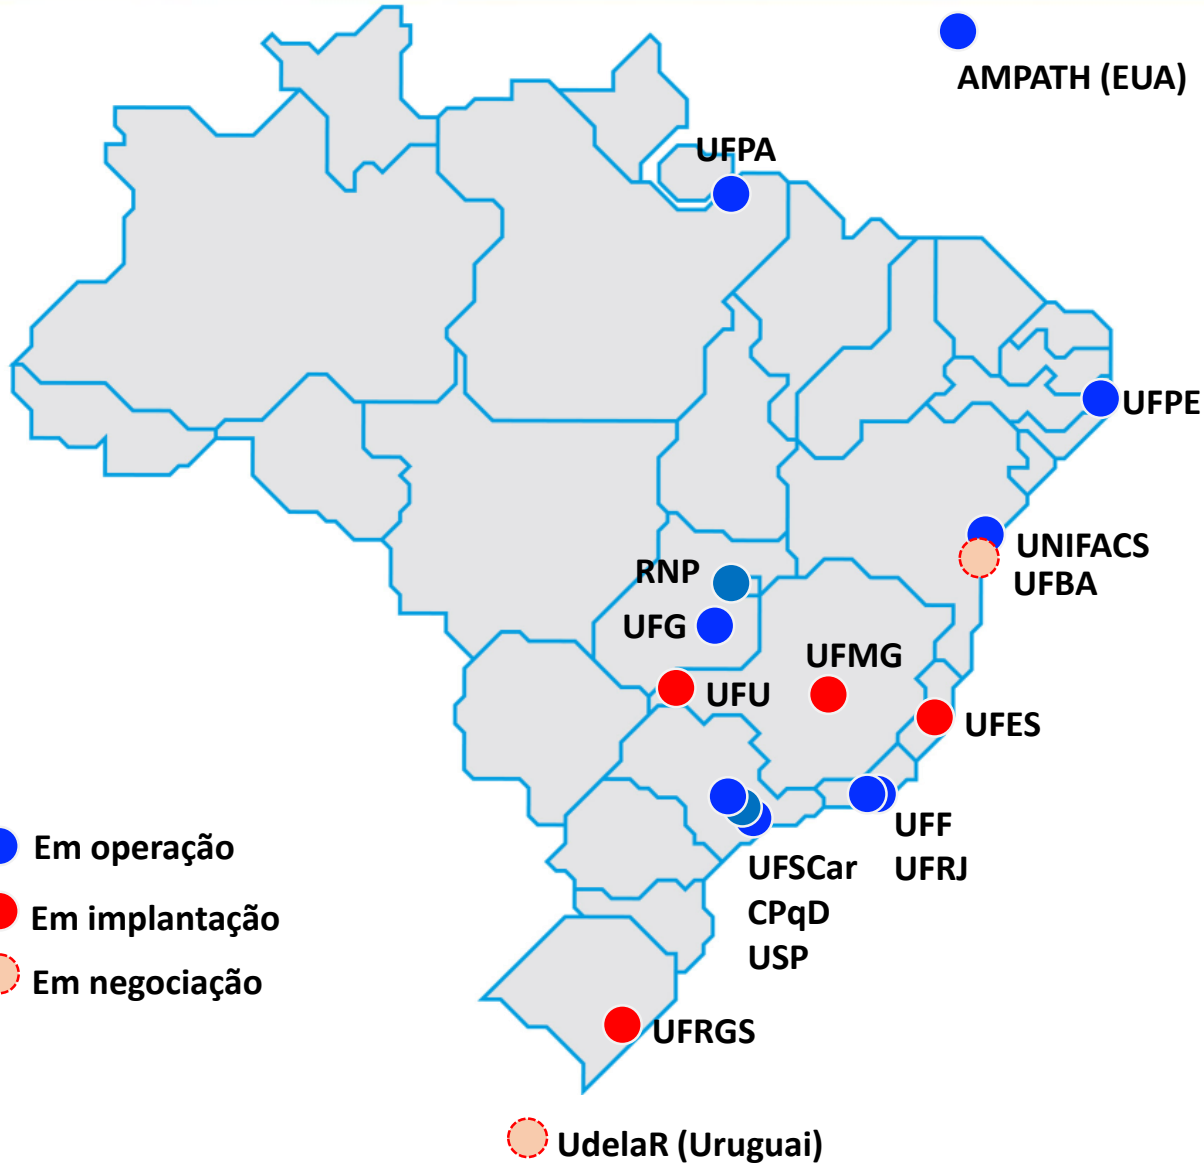 AMPATH (EUA)
UFPA
UFPE
UNIFACS
UFBA
RNP
UFG
UFMG
UFU
UFES
Em operação
Em implantação
Em negociação
UFF
UFRJ
UFSCar
CPqD
USP
UFRGS
UdelaR (Uruguai)